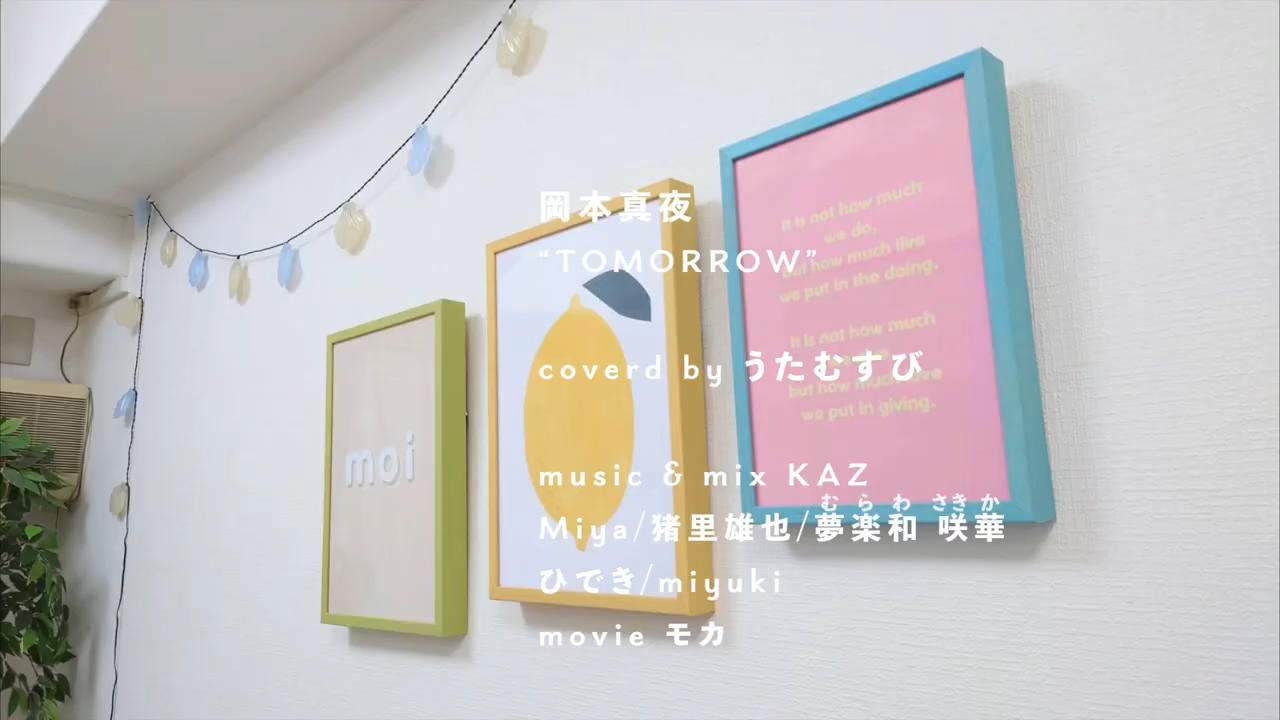 岡本真夜
“TOMORROW”
coverd by うたむすび
music & mix KAZ
むらわ さきか
Miya/猪里雄也/夢楽和 咲華
ひでき/miyuki
movie モカ
moi
It is not how much
we do,
but how much live
we put in the doing.
It is not how much
but how much
we put in giving.